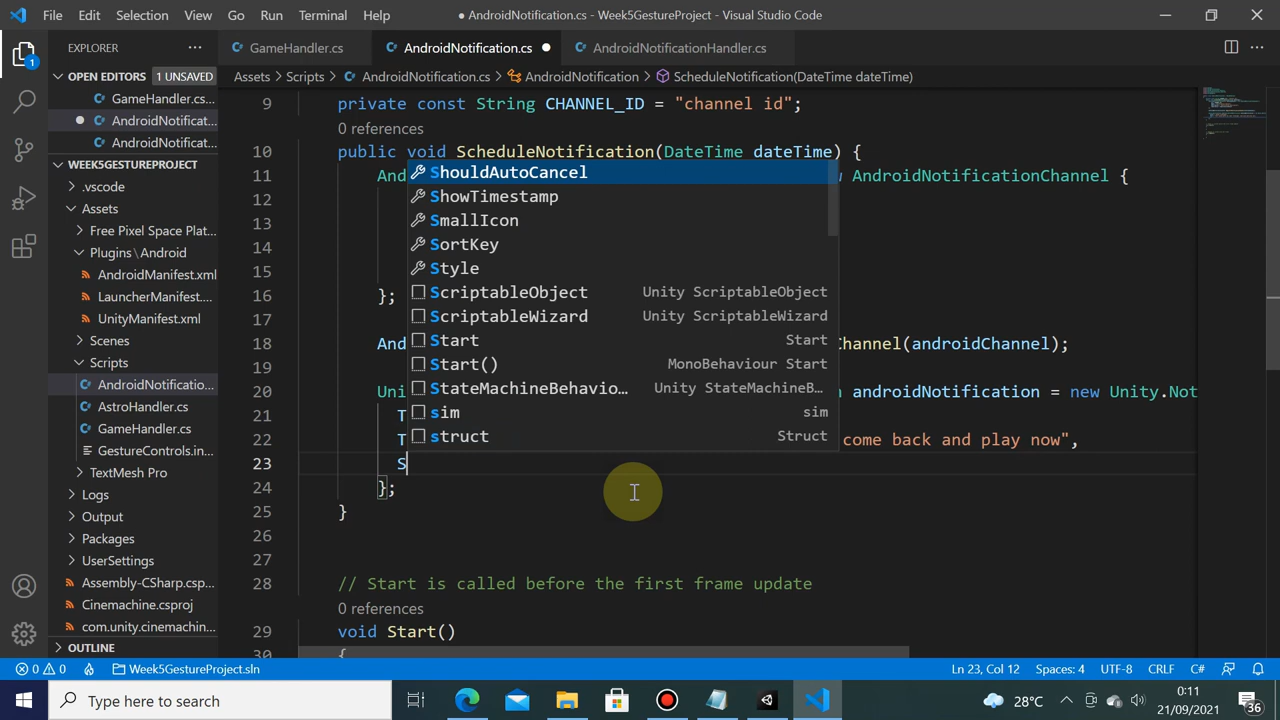 File Edit Selection View Go Run Terminal Help
● AndroidNotification.cs - Week5GestureProject - Visual Studio Code
EXPLORER
OPEN EDITORS 1 UNSAVED
GameHandler.cs...
AndroidNotificat...
AndroidNotificat...
WEEK5GESTUREPROJECT
.vscode
Assets
Free Pixel Space Plat...
Plugins\Android
AndroidManifest.xml
LauncherManifest....
UnityManifest.xml
Scenes
Scripts
AndroidNotificatio...
AstroHandler.cs
GameHandler.cs
GestureControls.in...
TextMesh Pro
Logs
Output
Packages
UserSettings
Assembly-CSharp.csp...
Cinemachine.csproj
com.unity.cinemachin...
OUTLINE
1
GameHandler.cs AndroidNotification.cs ● AndroidNotificationHandler.cs
Assets > Scripts > AndroidNotification.cs > AndroidNotification > ScheduleNotification(DateTime dateTime)
9 private const String CHANNEL_ID = "channel id";
0 references
10 public void ScheduleNotification(DateTime dateTime) {
11 And AndroidNotificationChannel {
12
13
14
15
16 };
17
18 And Channel(androidChannel);
19
20 Uni n androidNotification = new Unity.Not
21 T
22 T come back and play now",
23 S
24 };
25 }
26
27
28 // Start is called before the first frame update
0 references
29 void Start()
30 {
ShouldAutoCancel
ShowTimestamp
SmallIcon
SortKey
Style
ScriptableObject Unity ScriptableObject
ScriptableWizard Unity ScriptableWizard
Start Start
Start() MonoBehaviour Start
StateMachineBehavio... Unity StateMachineB...
sim sim
struct Struct
0 0 Week5GestureProject.sln Ln 23, Col 12 Spaces: 4 UTF-8 CRLF C#
Type here to search
28°C
0:11
21/09/2021
36